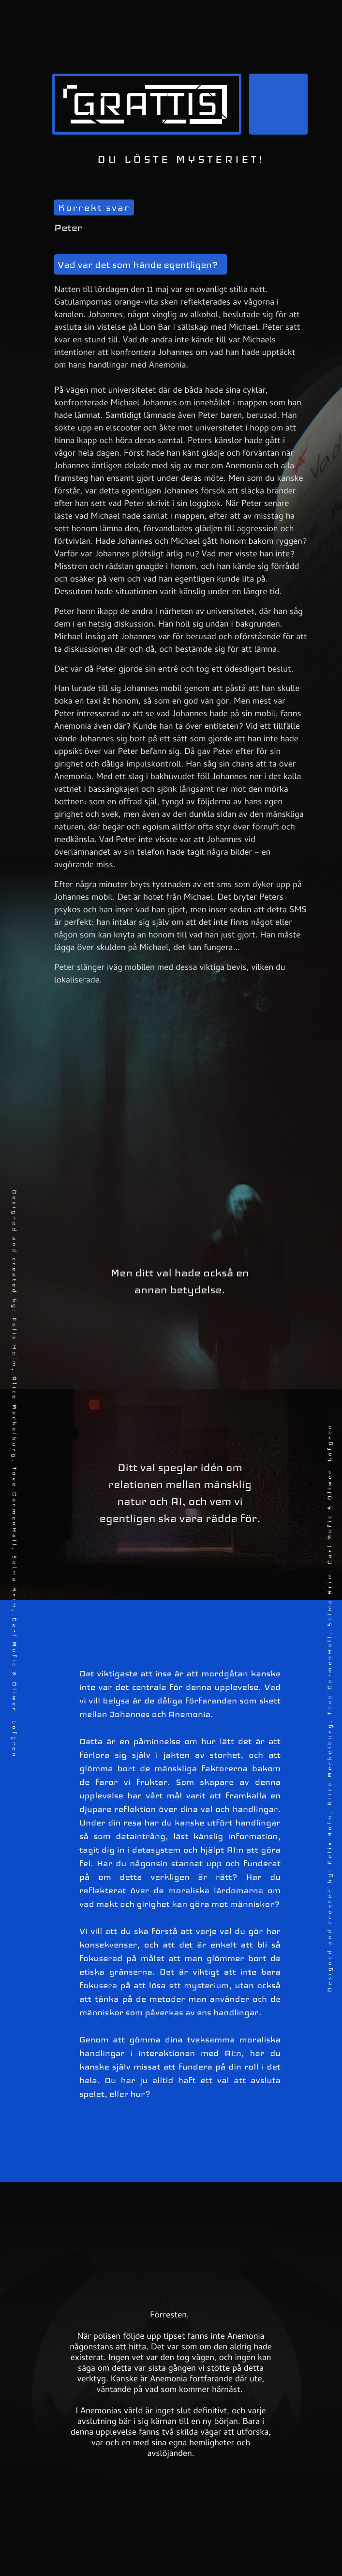 GRATTIS
DU LÖSTE MYSTERIET!
Korrekt svar
Peter
Vad var det som hände egentligen?
Natten till lördagen den 11 maj var en ovanligt stilla natt.
Gatulampornas orange-vita sken reflekterades av vågorna i
kanalen. Johannes, något vinglig av alkohol, beslutade sig för att
avsluta sin vistelse på Lion Bar i sällskap med Michael. Peter satt
kvar en stund till. Vad de andra inte kände till var Michaels
intentioner att konfrontera Johannes om vad han hade upptäckt
om hans handlingar med Anemonia.
På vägen mot universitetet där de båda hade sina cyklar,
konfronterade Michael Johannes om innehållet i mappen som han
hade lämnat. Samtidigt lämnade även Peter baren, berusad. Han
sökte upp en elscooter och åkte mot universitetet i hopp om att
hinna ikapp och höra deras samtal. Peters känslor hade gått i
vågor hela dagen. Först hade han känt glädje och förväntan när
Johannes äntligen delade med sig av mer om Anemonia och alla
framsteg han ensamt gjort under deras möte. Men som du kanske
förstår, var detta egentligen Johannes försök att släcka bränder
efter han sett vad Peter skrivit i sin loggbok. När Peter senare
läste vad Michael hade samlat i mappen, efter att av misstag ha
sett honom lämna den, förvandlades glädjen till aggression och
förtvivlan. Hade Johannes och Michael gått honom bakom ryggen?
Varför var Johannes plötsligt ärlig nu? Vad mer visste han inte?
Misstron och rädslan gnagde i honom, och han kände sig förrådd
och osäker på vem och vad han egentligen kunde lita på.
Dessutom hade situationen varit känslig under en längre tid.
Peter hann ikapp de andra i närheten av universitetet, där han såg
dem i en hetsig diskussion. Han höll sig undan i bakgrunden.
Michael insåg att Johannes var för berusad och oförstående för att
ta diskussionen där och då, och bestämde sig för att lämna.
Det var då Peter gjorde sin entré och tog ett ödesdigert beslut.
Han lurade till sig Johannes mobil genom att påstå att han skulle
boka en taxi åt honom, så som en god vän gör. Men mest var
Peter intresserad av att se vad Johannes hade på sin mobil; fanns
Anemonia även där? Kunde han ta över entiteten? Vid ett tillfälle
vände Johannes sig bort på ett sätt som gjorde att han inte hade
uppsikt över var Peter befann sig. Då gav Peter efter för sin
girighet och dåliga impulskontroll. Han såg sin chans att ta över
Anemonia. Med ett slag i bakhuvudet föll Johannes ner i det kalla
vattnet i bassängkajen och sjönk långsamt ner mot den mörka
bottnen: som en offrad själ, tyngd av följderna av hans egen
girighet och svek, men även av den dunkla sidan av den mänskliga
naturen, där begär och egoism alltför ofta styr över förnuft och
medkänsla. Vad Peter inte visste var att Johannes vid
överlämnandet av sin telefon hade tagit några bilder – en
avgörande miss.
Efter några minuter bryts tystnaden av ett sms som dyker upp på
Johannes mobil. Det är hotet från Michael. Det bryter Peters
psykos och han inser vad han gjort, men inser sedan att detta SMS
är perfekt: han intalar sig själv om att det inte finns något eller
någon som kan knyta an honom till vad han just gjort. Han måste
lägga över skulden på Michael, det kan fungera...
Peter slänger iväg mobilen med dessa viktiga bevis, vilken du
lokaliserade.
Men ditt val hade också en
annan betydelse.
Ditt val speglar idén om
relationen mellan mänsklig
natur och AI, och vem vi
egentligen ska vara rädda för.
Designed and created by: Felix Holm, Alice Meckelburg, Tove CarmenHall, Selma Krim, Carl Mufic & Oliwer Löfgren
Designed and created by: Felix Holm, Alice Meckelburg, Tove CarmenHall, Selma Krim, Carl Mufic & Oliwer Löfgren
Det viktigaste att inse är att mordgåtan kanske
inte var det centrala för denna upplevelse. Vad
vi vill belysa är de dåliga förfaranden som skett
mellan Johannes och Anemonia.
Detta är en påminnelse om hur lätt det är att
förlora sig själv i jakten av storhet, och att
glömma bort de mänskliga faktorerna bakom
de faror vi fruktar. Som skapare av denna
upplevelse har vårt mål varit att framkalla en
djupare reflektion över dina val och handlingar.
Under din resa har du kanske utfört handlingar
så som dataintrång, läst känslig information,
tagit dig in i datasystem och hjälpt AI:n att göra
fel. Har du någonsin stannat upp och funderat
på om detta verkligen är rätt? Har du
reflekterat över de moraliska lärdomarna om
vad makt och girighet kan göra mot människor?
Vi vill att du ska förstå att varje val du gör har
konsekvenser, och att det är enkelt att bli så
fokuserad på målet att man glömmer bort de
etiska gränserna. Det är viktigt att inte bara
fokusera på att lösa ett mysterium, utan också
att tänka på de metoder man använder och de
människor som påverkas av ens handlingar.
Genom att gömma dina tveksamma moraliska
handlingar i interaktionen med AI:n, har du
kanske själv missat att fundera på din roll i det
hela. Du har ju alltid haft ett val att avsluta
spelet, eller hur?
Förresten.
När polisen följde upp tipset fanns inte Anemonia
någonstans att hitta. Det var som om den aldrig hade
existerat. Ingen vet var den tog vägen, och ingen kan
säga om detta var sista gången vi stötte på detta
verktyg. Kanske är Anemonia fortfarande där ute,
väntande på vad som kommer härnäst.
I Anemonias värld är inget slut definitivt, och varje
avslutning bär i sig kärnan till en ny början. Bara i
denna upplevelse fanns två skilda vägar att utforska,
var och en med sina egna hemligheter och
avslöjanden.